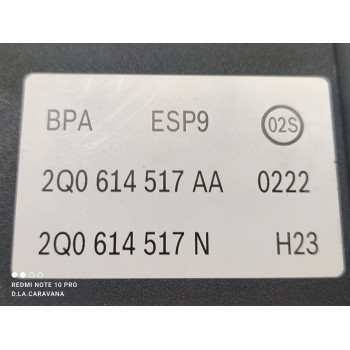 BPA ESP9 02S
2Q0 614 517 AA 0222
2Q0 614 517 N H23
REDMI NOTE 10 PRO
D.LA.CARAVANA